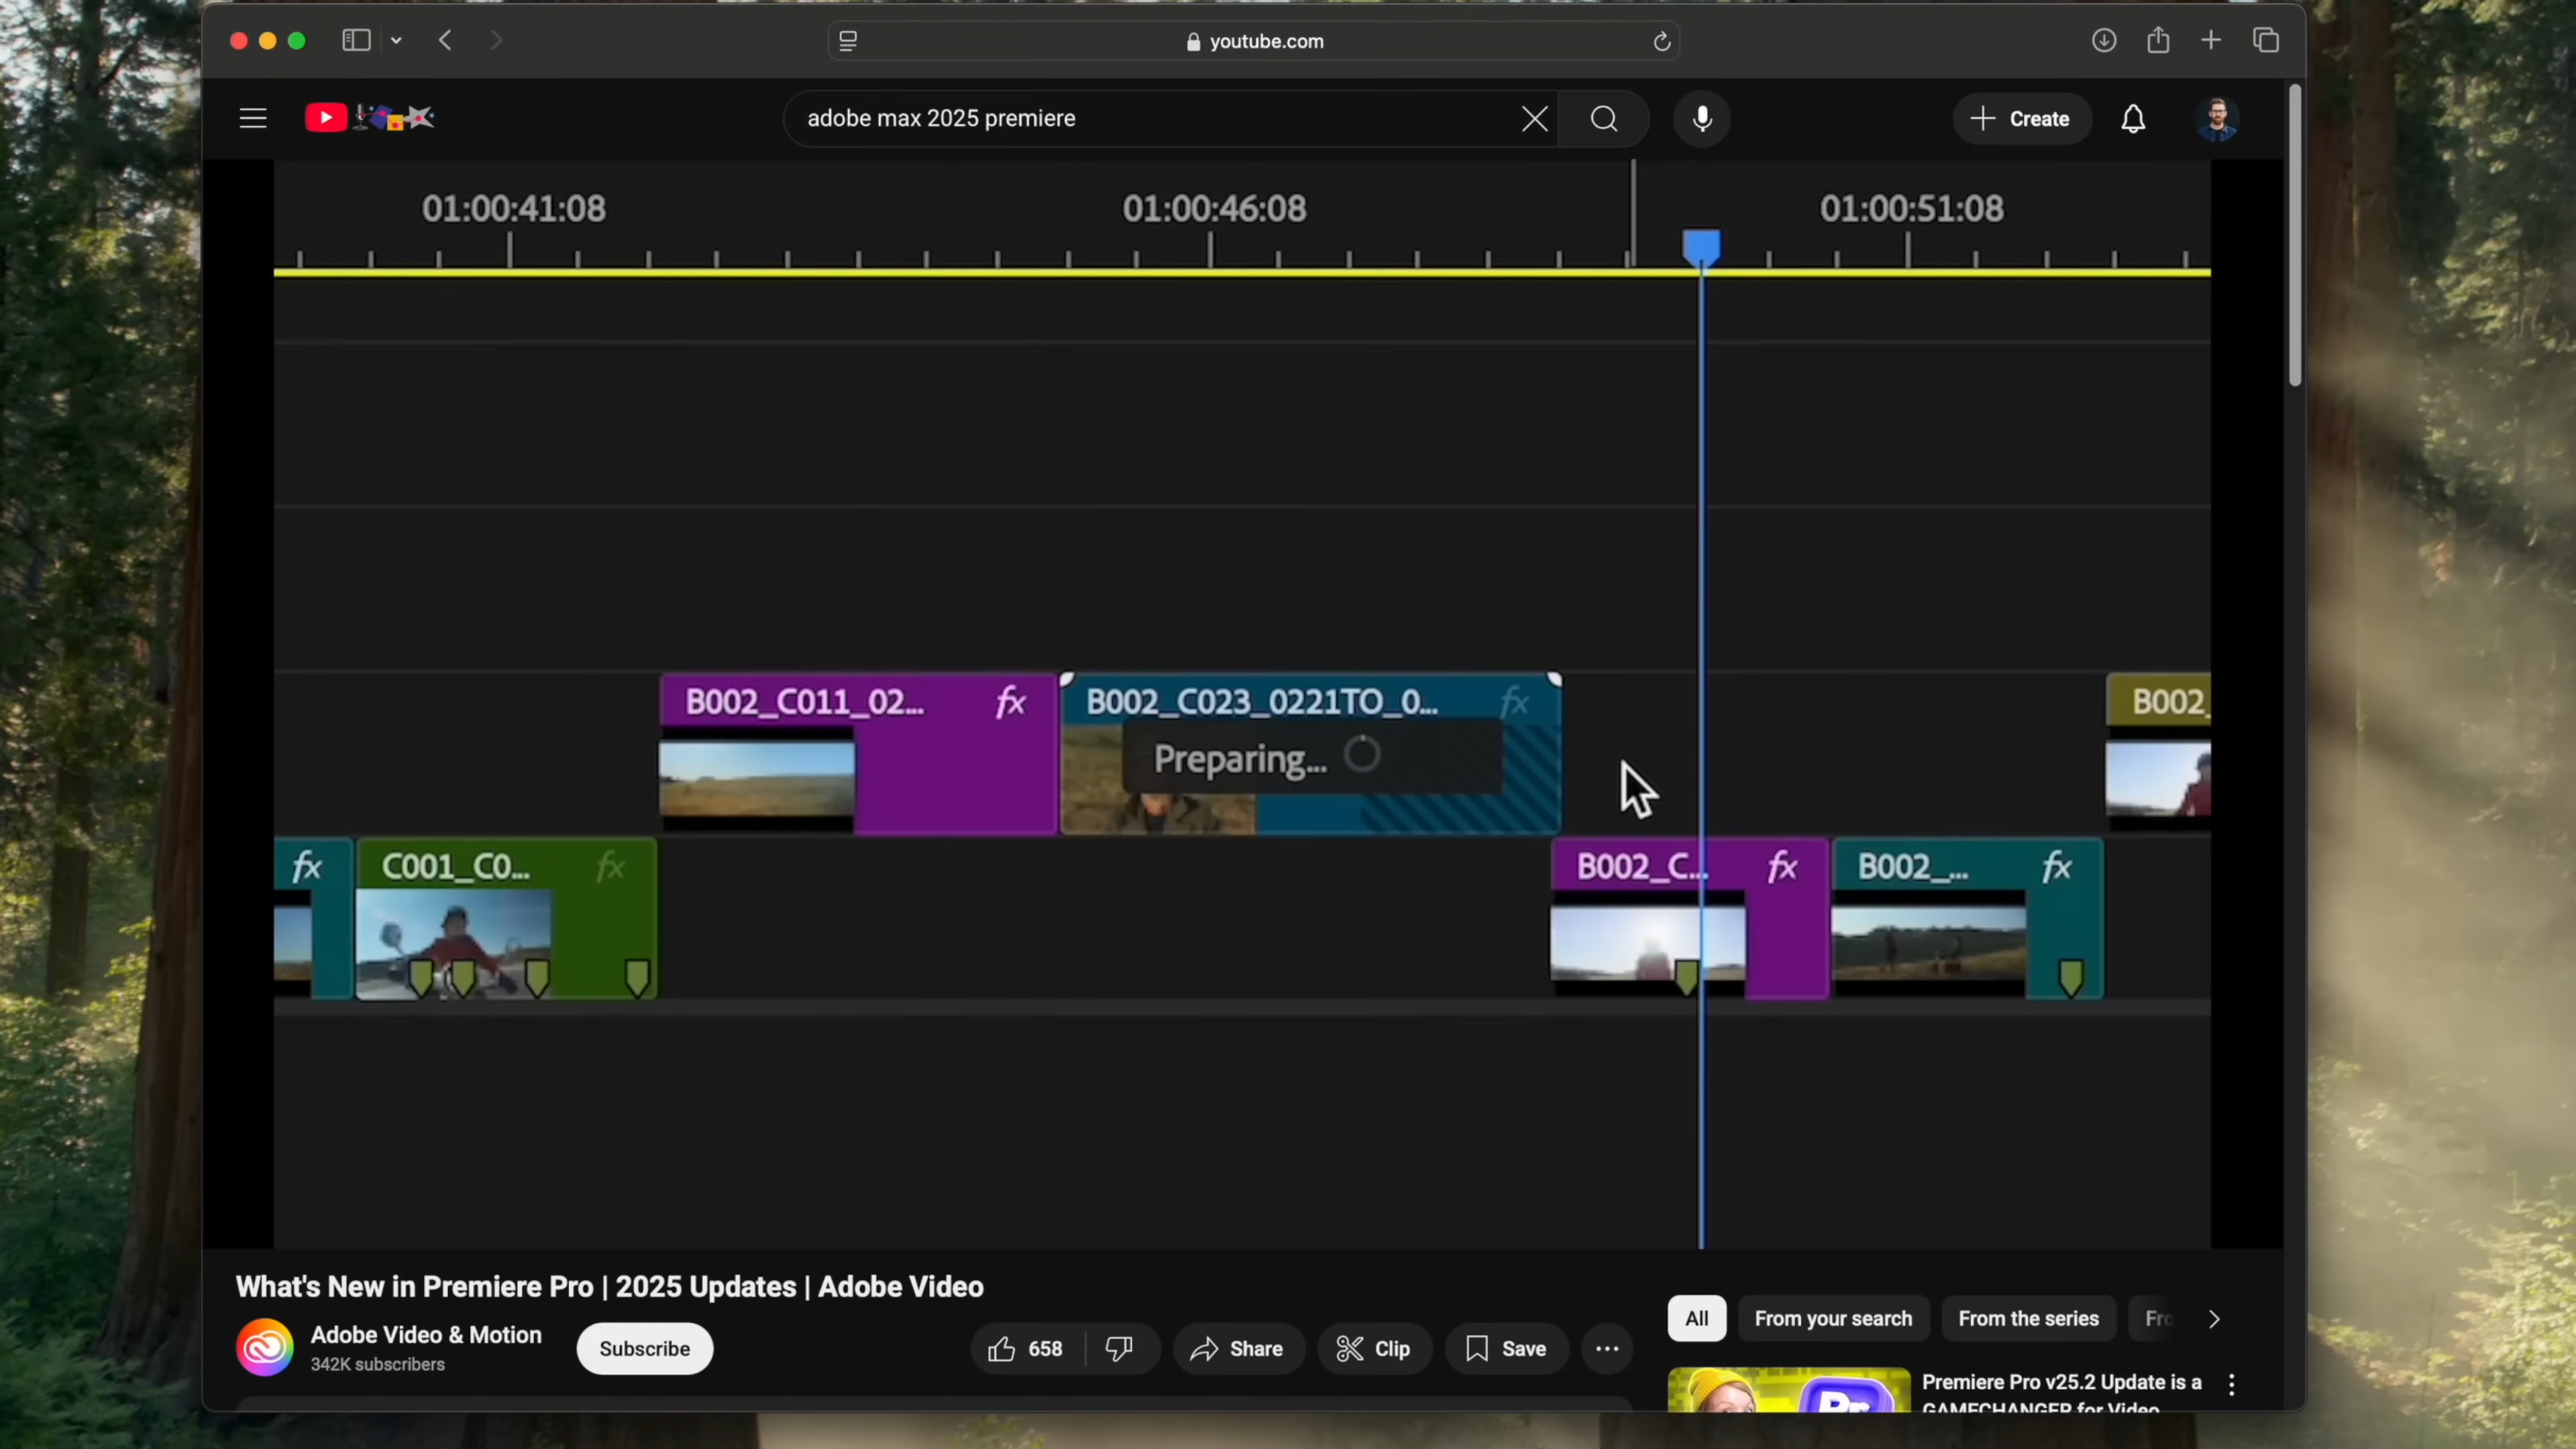 youtube.com
adobe max 2025 premiere
Create
01:00:41:08
01:00:46:08
01:00:51:08
B002_C011_02... fx
B002_C023_0221TO_0... fx
B002_
Preparing...
fx
C001_C0... fx
B002_C... fx
B002_... fx
What's New in Premiere Pro | 2025 Updates | Adobe Video
Adobe Video & Motion
342K subscribers
Subscribe
658
Share
Clip
Save
All
From your search
From the series
Fro
Premiere Pro v25.2 Update is a
GAMECHANGER for Video